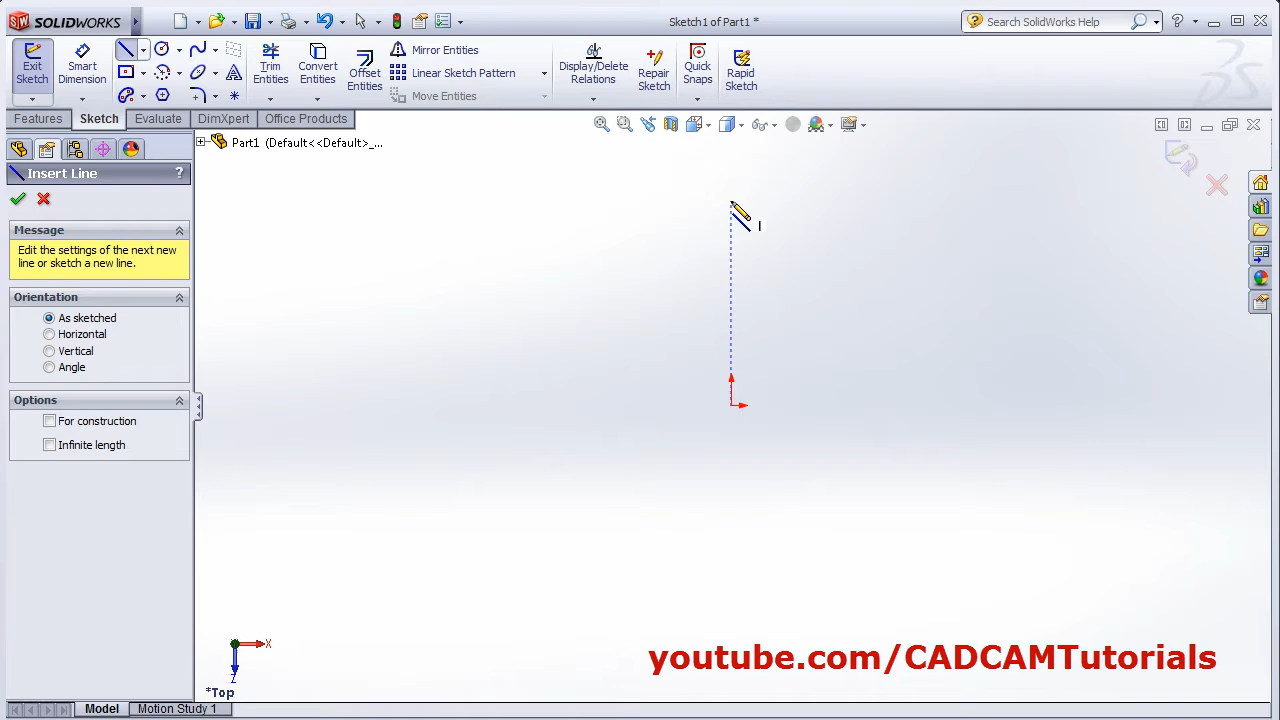 SOLIDWORKS
Sketch1 of Part1 *
Search SolidWorks Help
Exit Sketch
Smart Dimension
Trim Entities
Convert Entities
Offset Entities
Mirror Entities
Linear Sketch Pattern
Move Entities
Display/Delete Relations
Repair Sketch
Quick Snaps
Rapid Sketch
Features
Sketch
Evaluate
DimXpert
Office Products
Part1 (Default<<Default>_...
Insert Line
?
Message
Edit the settings of the next new
line or sketch a new line.
Orientation
As sketched
Horizontal
Vertical
Angle
Options
For construction
Infinite length
X
Z
*Top
youtube.com/CADCAMTutorials
Model
Motion Study 1